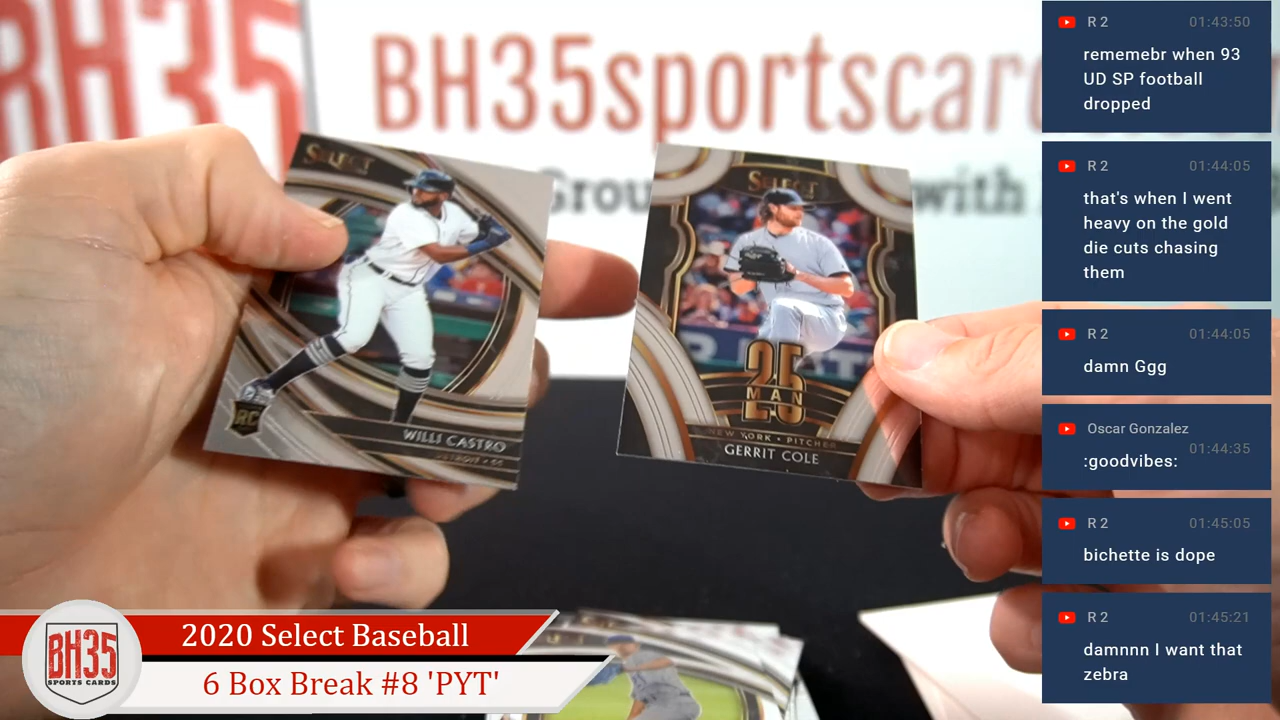 BH35
BH35sportscar
Grou
with
SELECT
RC
WILLI CASTRO
DETROIT • SS
SELECT
25
MAN
NEW YORK • PITCHER
GERRIT COLE
BH35
SPORTS CARDS
2020 Select Baseball
6 Box Break #8 'PYT'
R 2 01:43:50
rememebr when 93
UD SP football
dropped
R 2 01:44:05
that's when I went
heavy on the gold
die cuts chasing
them
R 2 01:44:05
damn Ggg
Oscar Gonzalez
01:44:35
:goodvibes:
R 2 01:45:05
bichette is dope
R 2 01:45:21
damnnn I want that
zebra